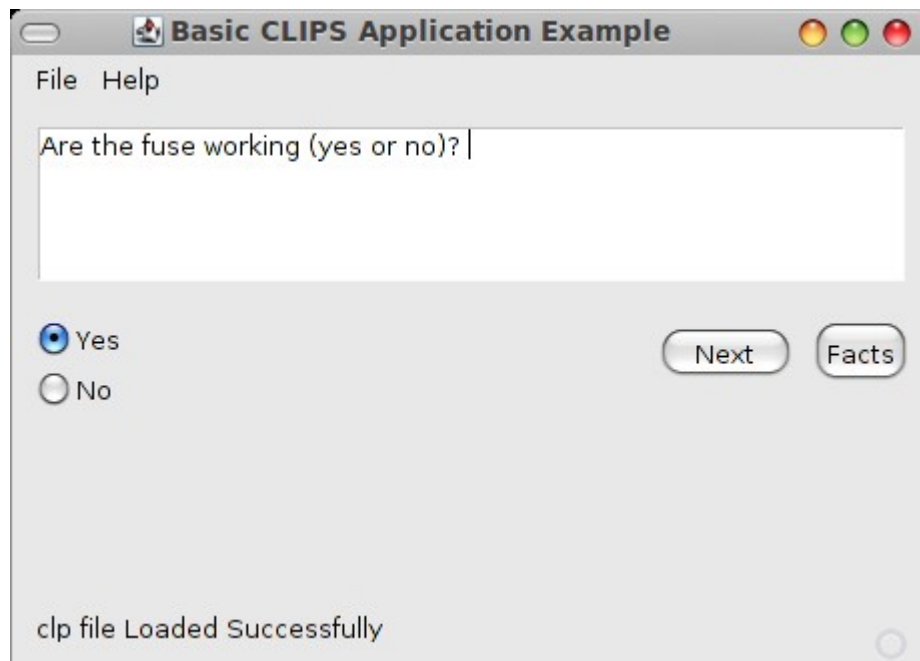 Basic CLIPS Application Example
File Help
Are the fuse working (yes or no)?
Yes
Next Facts
No
clp file Loaded Successfully